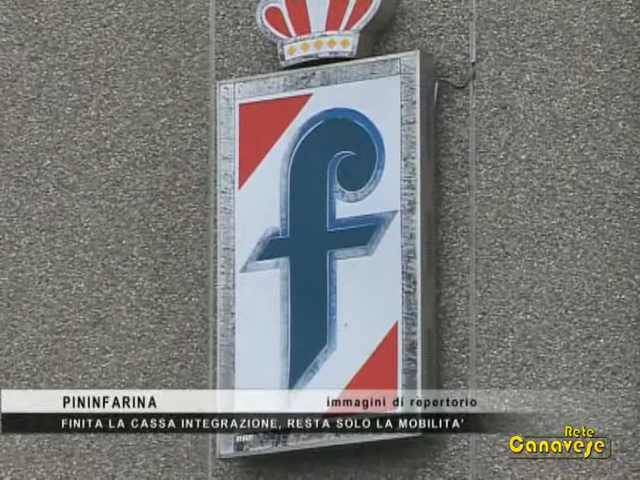 f
PININFARINA immagini di repertorio
FINITA LA CASSA INTEGRAZIONE, RESTA SOLO LA MOBILITA'
Rete
Canavese